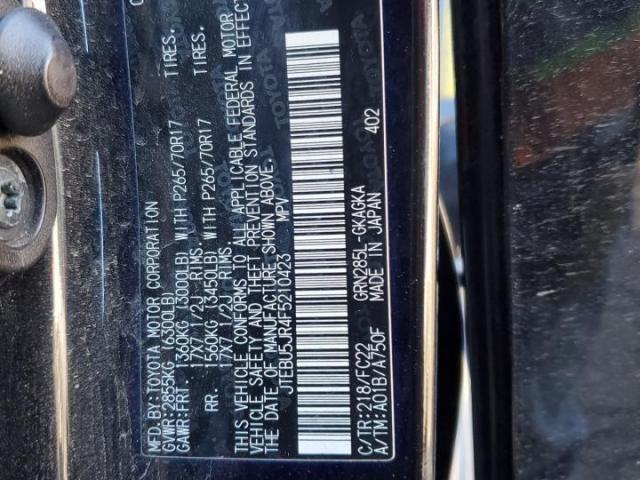 MFD.BY:TOYOTA MOTOR CORPORATION
GVWR:2855KG (6300LB)
GAWR:FRT. 1360KG (3000LB) WITH P265/70R17 TIRES.
17X7 1/2J RIMS
RR. 1560KG (3450LB) WITH P265/70R17 TIRES.
17X7 1/2J RIMS
THIS VEHICLE CONFORMS TO ALL APPLICABLE FEDERAL MOTOR
VEHICLE SAFETY AND THEFT PREVENTION STANDARDS IN EFFECT
ON THE DATE OF MANUFACTURE SHOWN ABOVE.
JTEBU5JR4F5210423 MPV
GRN285L-GKAGKA
C/TR:218/FC22 MADE IN JAPAN
A/TM:A01B/A750F 402